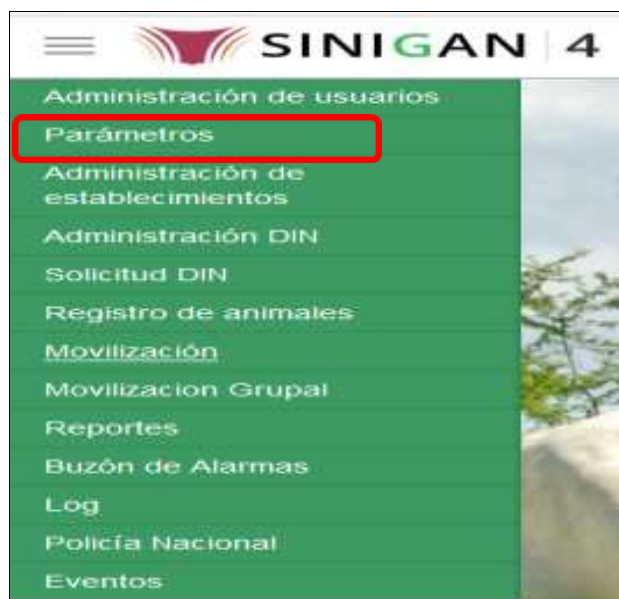 SINIGAN 4
Administración de usuarios
Parámetros
Administración de
establecimientos
Administración DIN
Solicitud DIN
Registro de animales
Movilización
Movilizacion Grupal
Reportes
Buzón de Alarmas
Log
Policía Nacional
Eventos